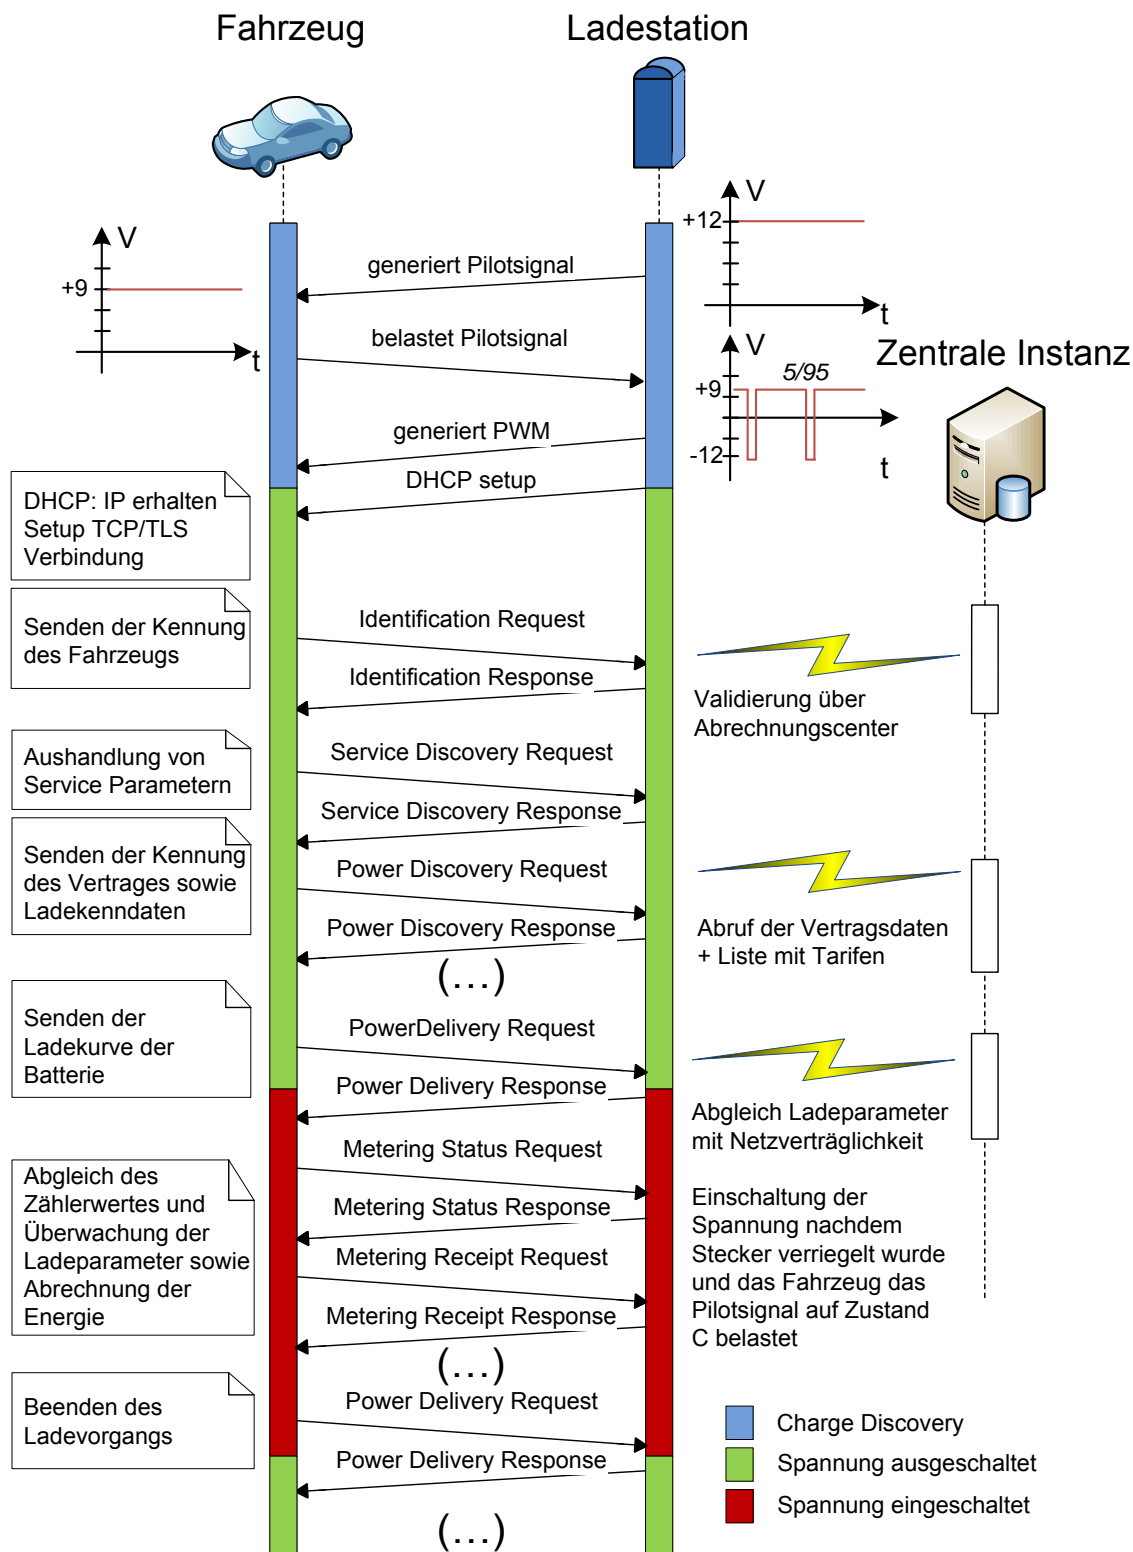 Fahrzeug
Ladestation
V
+12
t
V
+9
t
generiert Pilotsignal
belastet Pilotsignal
V
5/95
+9
-12
t
Zentrale Instanz
generiert PWM
DHCP setup
DHCP: IP erhalten
Setup TCP/TLS
Verbindung
Senden der Kennung
des Fahrzeugs
Identification Request
Identification Response
Validierung über
Abrechnungscenter
Aushandlung von
Service Parametern
Service Discovery Request
Service Discovery Response
Senden der Kennung
des Vertrages sowie
Ladekenndaten
Power Discovery Request
Power Discovery Response
(...)
Abruf der Vertragsdaten
+ Liste mit Tarifen
Senden der
Ladekurve der
Batterie
PowerDelivery Request
Power Delivery Response
Abgleich Ladeparameter
mit Netzverträglichkeit
Metering Status Request
Metering Status Response
Metering Receipt Request
Metering Receipt Response
(...)
Abgleich des
Zählerwertes und
Überwachung der
Ladeparameter sowie
Abrechnung der
Energie
Einschaltung der
Spannung nachdem
Stecker verriegelt wurde
und das Fahrzeug das
Pilotsignal auf Zustand
C belastet
Beenden des
Ladevorgangs
Power Delivery Request
Power Delivery Response
(...)
Charge Discovery
Spannung ausgeschaltet
Spannung eingeschaltet